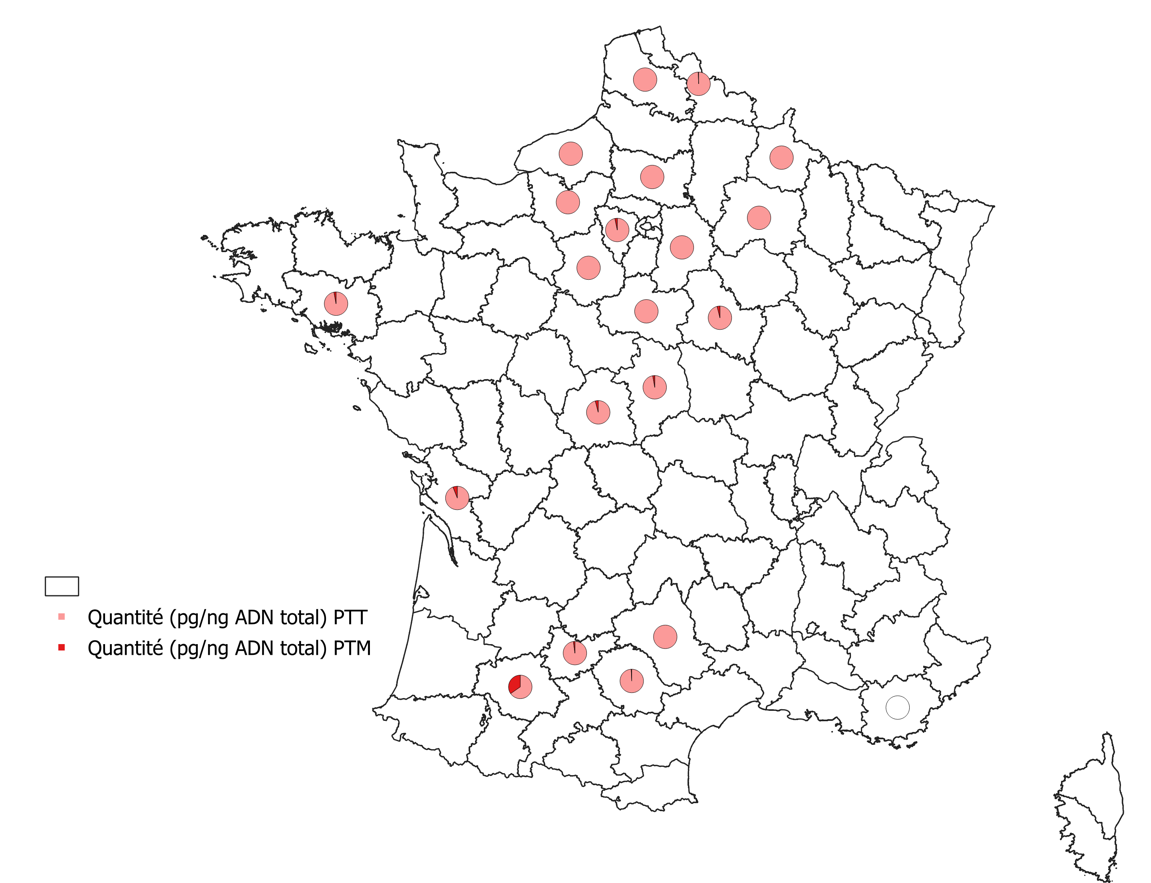 Quantité (pg/ng ADN total) PTT
Quantité (pg/ng ADN total) PTM